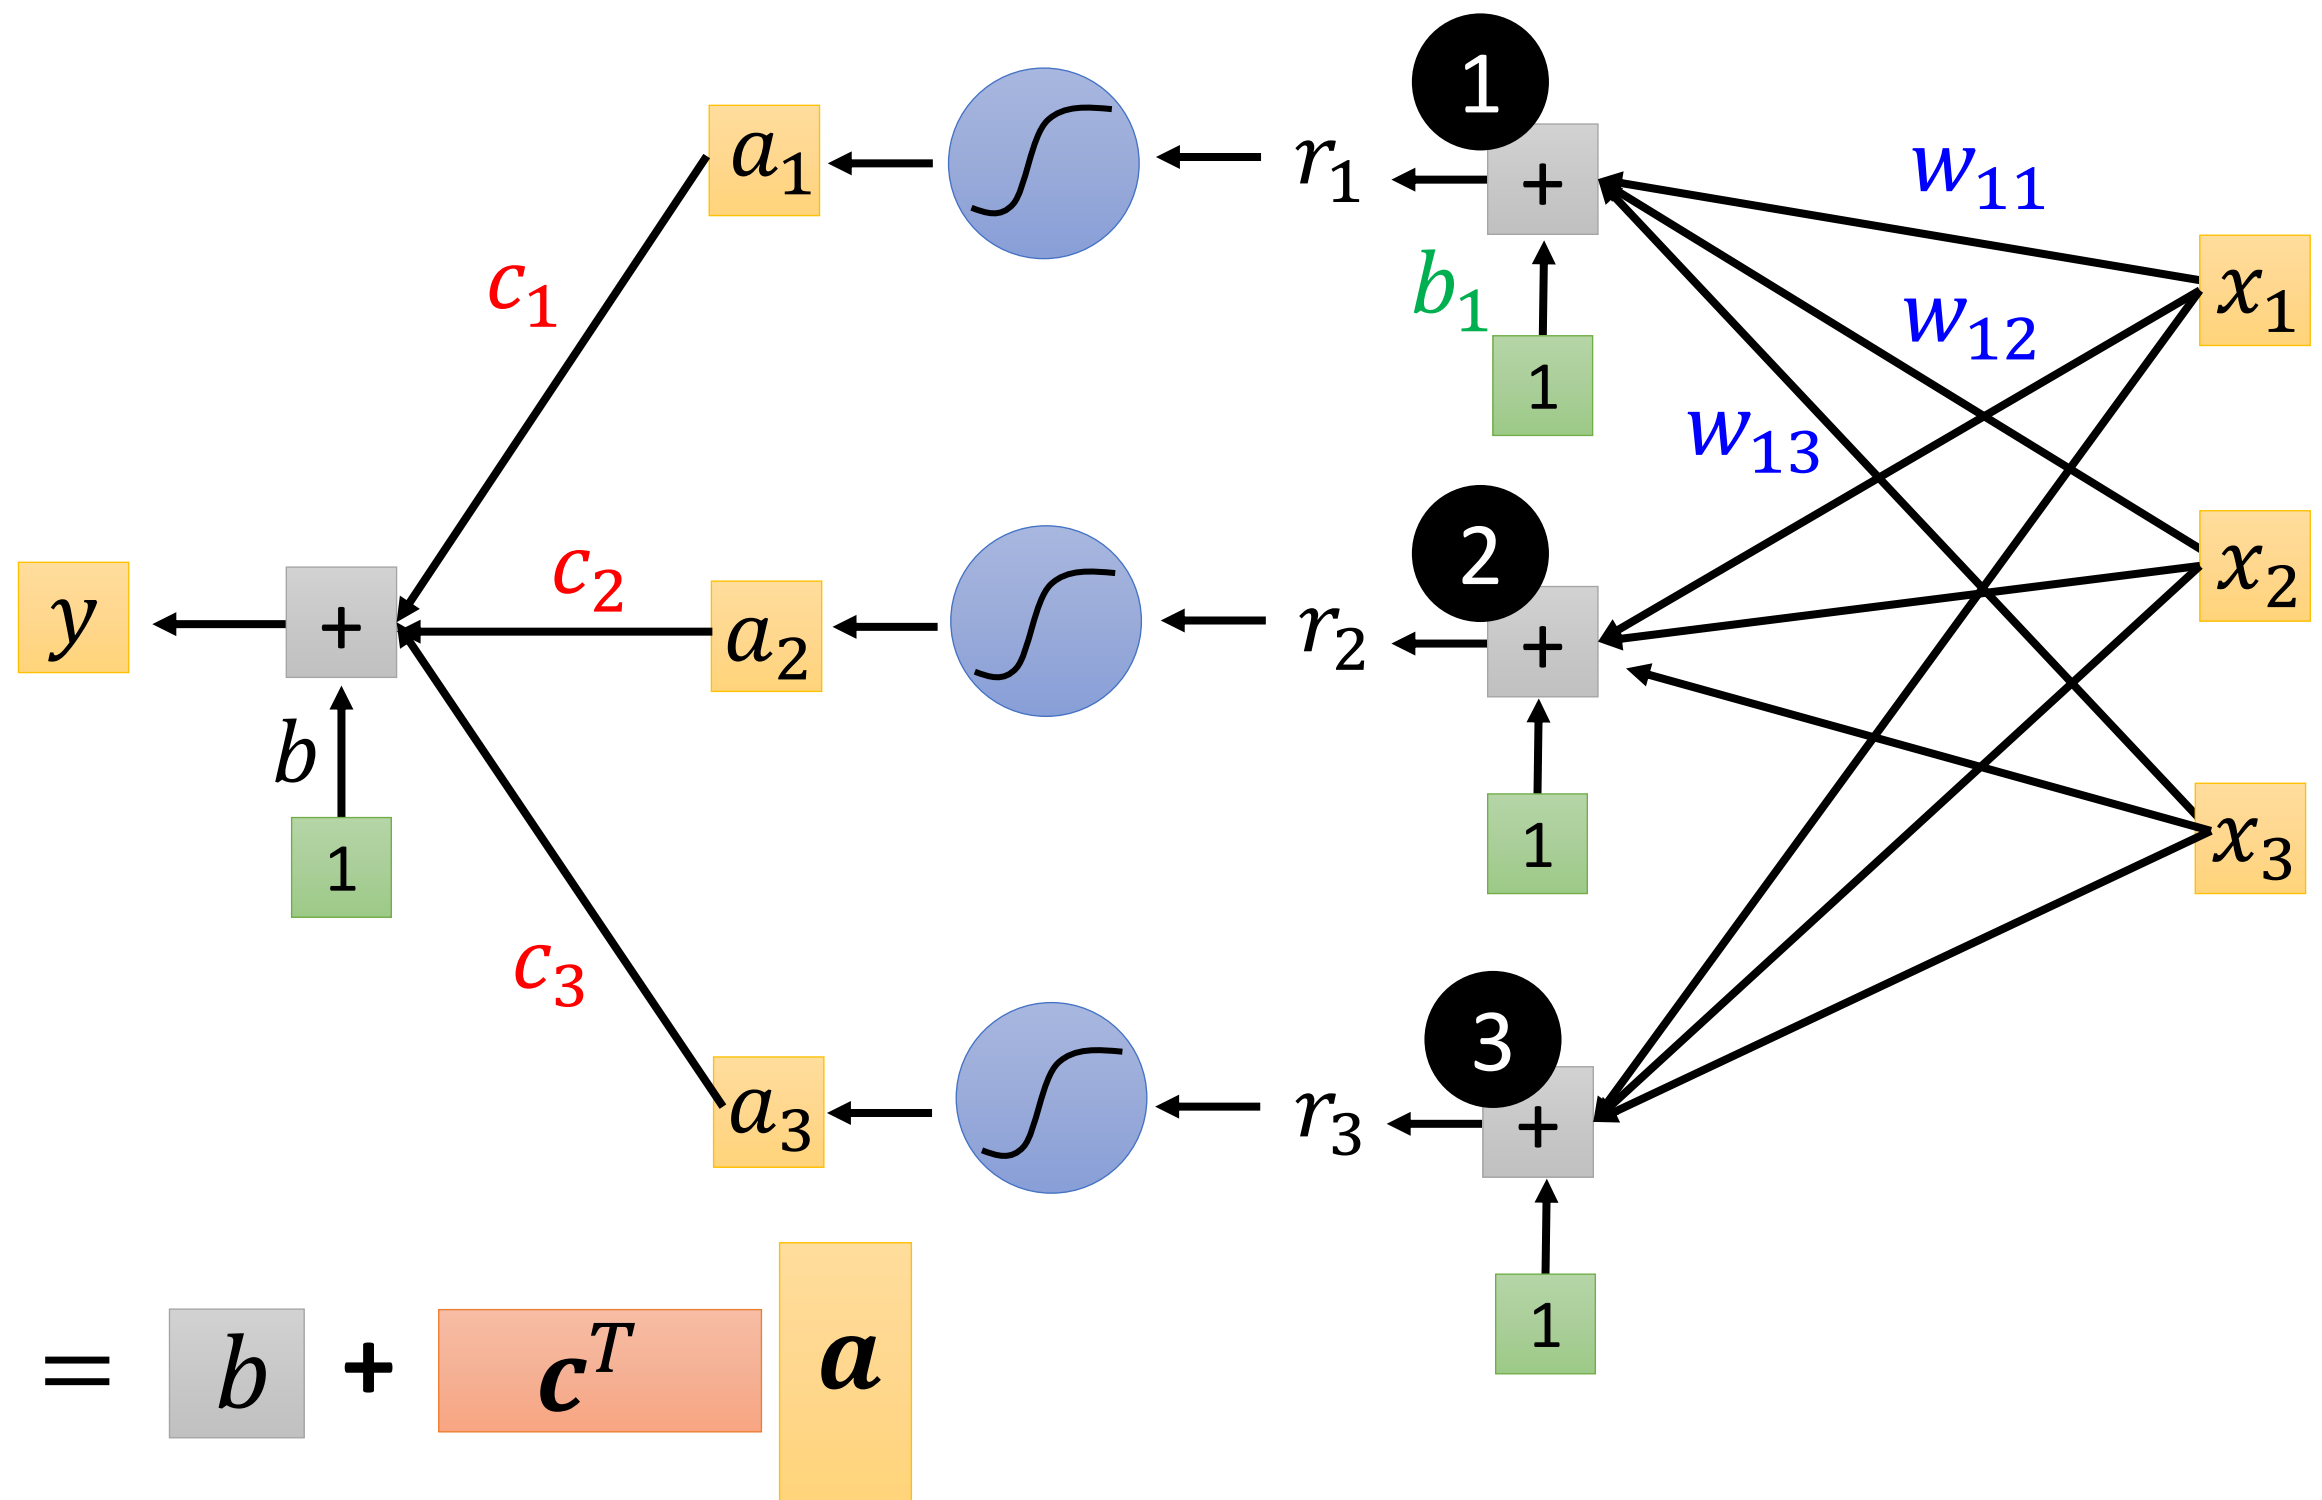 1
a₁
r₁
+
w₁₁
c₁
b₁
x₁
w₁₂
1
w₁₃
2
c₂
x₂
y
+
a₂
r₂
+
b
1
1
x₃
c₃
3
a₃
r₃
+
1
= b + cᵀ a